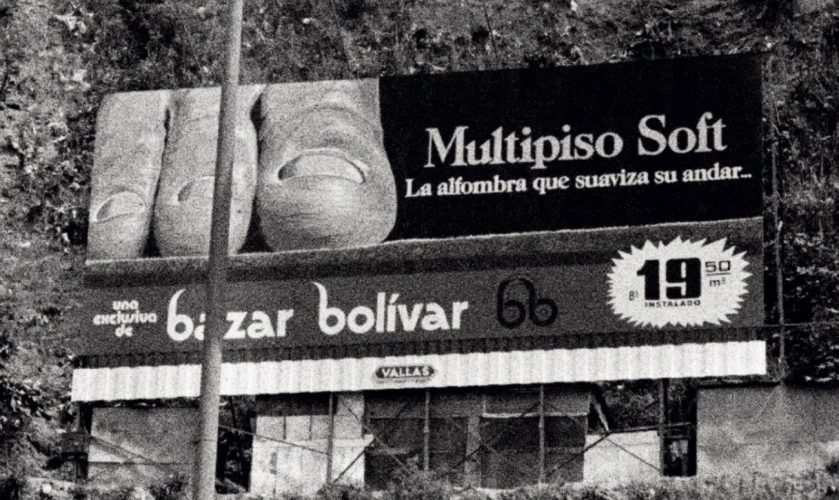 Multipiso Soft
La alfombra que suaviza su andar...
una
exclusiva
de
bazar bolívar
bb
Bs 19 50
m²
INSTALADO
VALLAS